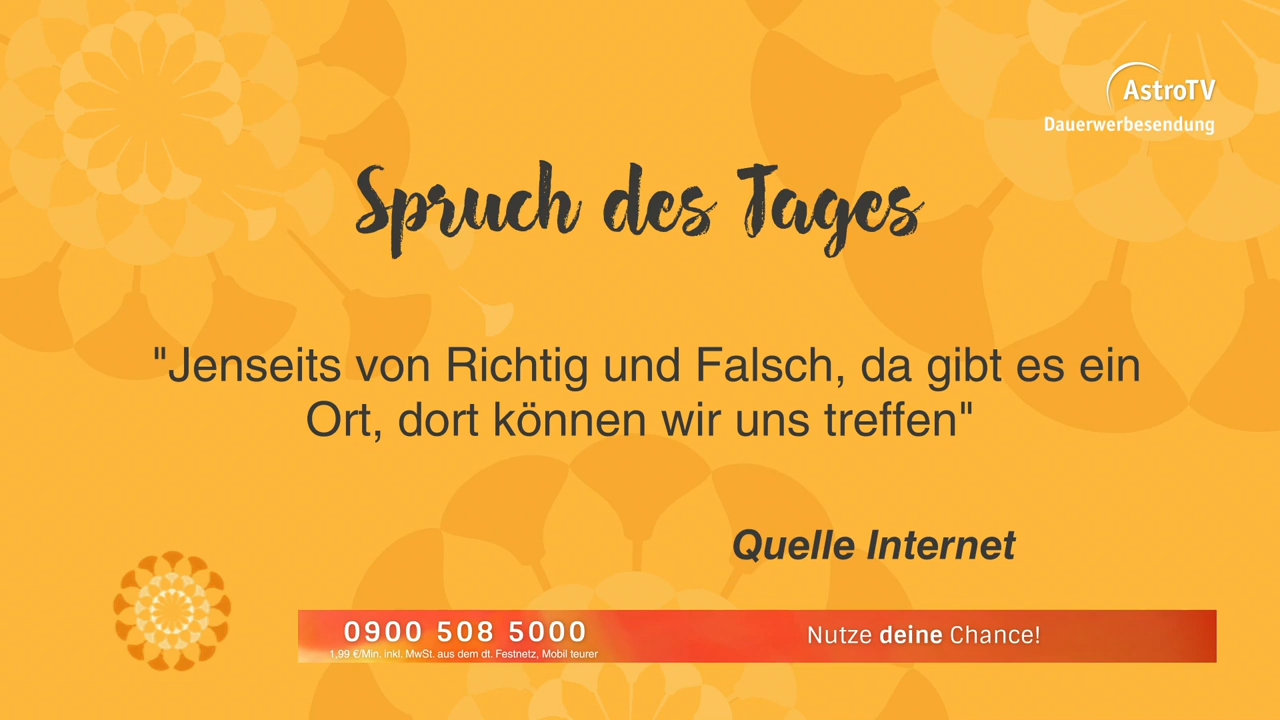 AstroTV
Dauerwerbesendung
Spruch des Tages
"Jenseits von Richtig und Falsch, da gibt es ein
Ort, dort können wir uns treffen"
Quelle Internet
0900 508 5000
1,99 €/Min. inkl. MwSt. aus dem dt. Festnetz, Mobil teurer
Nutze deine Chance!